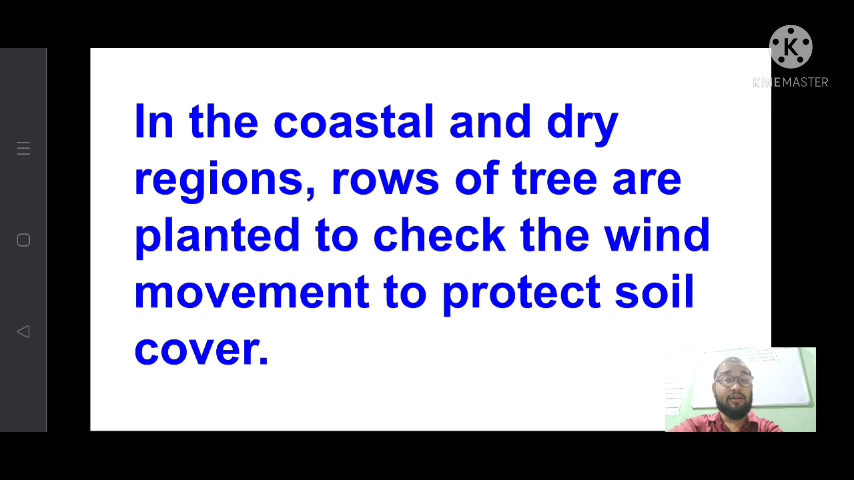 K
KINEMASTER
In the coastal and dry
regions, rows of tree are
planted to check the wind
movement to protect soil
cover.